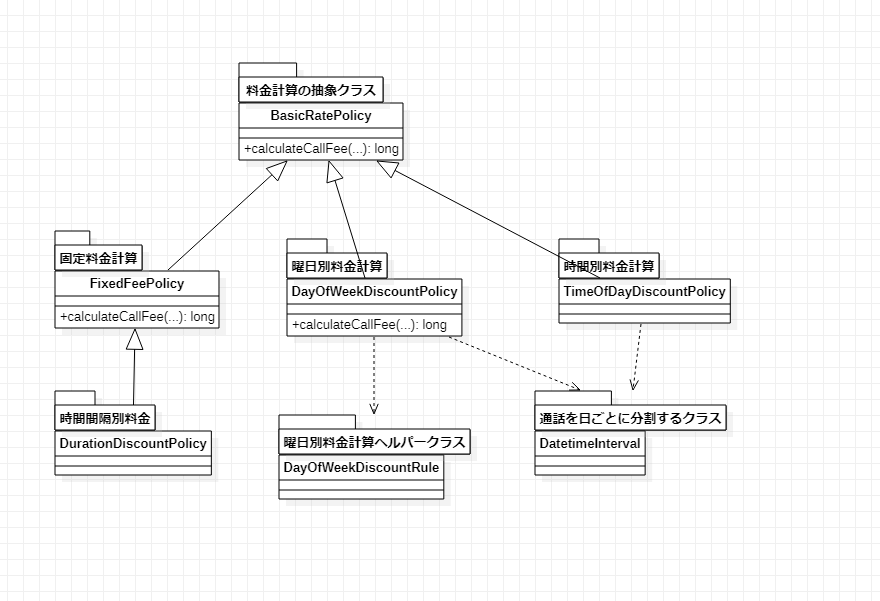 料金計算の抽象クラス
BasicRatePolicy
+calculateCallFee(...): long
固定料金計算
FixedFeePolicy
+calculateCallFee(...): long
曜日別料金計算
DayOfWeekDiscountPolicy
+calculateCallFee(...): long
時間別料金計算
TimeOfDayDiscountPolicy
時間間隔別料金
DurationDiscountPolicy
曜日別料金計算ヘルパークラス
DayOfWeekDiscountRule
通話を日ごとに分割するクラス
DatetimeInterval